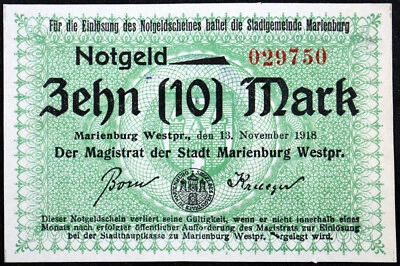 Für die Einlösung des Notgeldscheines haftet die Stadtgemeinde Marienburg
Notgeld 029750
Zehn (10) Mark
Marienburg Westpr., den 13. November 1918
Der Magistrat der Stadt Marienburg Westpr.
Born Krueger
Dieser Notgeldschein verliert seine Gültigkeit, wenn er nicht innerhalb eines
Monats nach erfolgter öffentlicher Aufforderung des Magistrats zur Einlösung
bei der Stadthauptkasse zu Marienburg Westpr. vorgelegt wird.